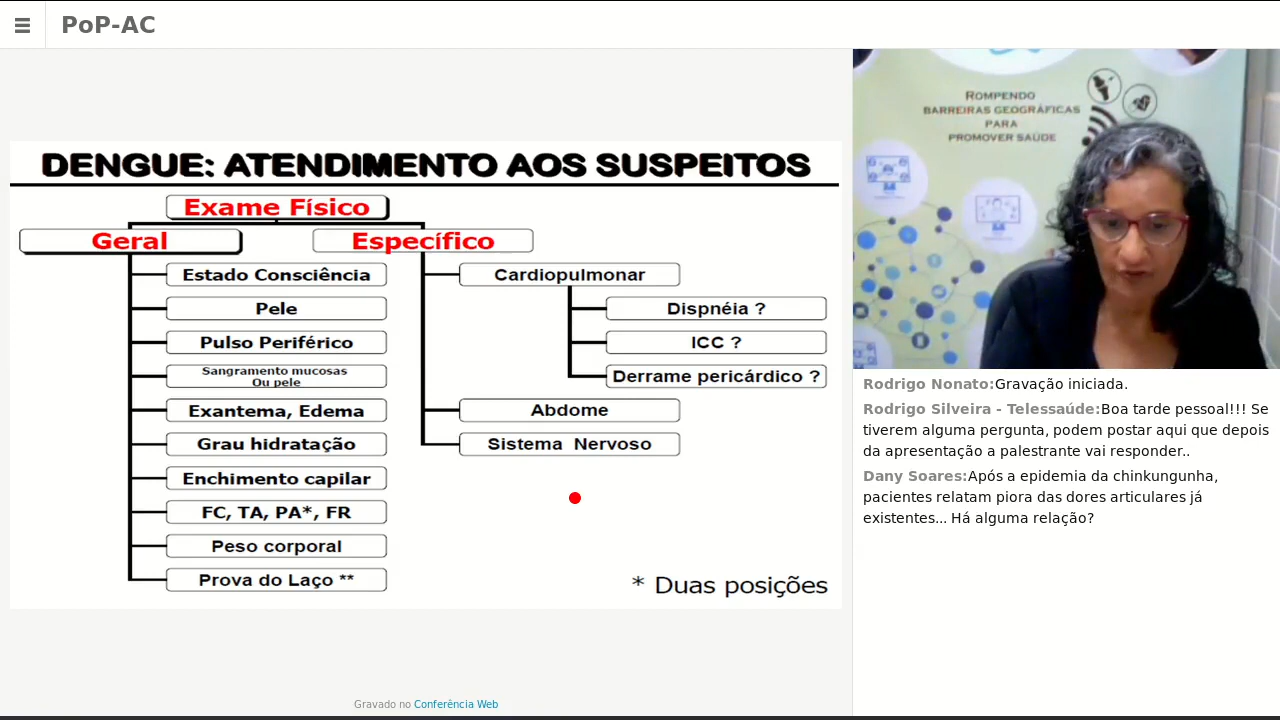 PoP-AC
DENGUE: ATENDIMENTO AOS SUSPEITOS
Exame Físico
Geral
Específico
Estado Consciência
Pele
Pulso Periférico
Sangramento mucosas
Ou pele
Exantema, Edema
Grau hidratação
Enchimento capilar
FC, TA, PA*, FR
Peso corporal
Prova do Laço **
Cardiopulmonar
Dispnéia ?
ICC ?
Derrame pericárdico ?
Abdome
Sistema Nervoso
* Duas posições
Gravado no Conferência Web
ROMPENDO
BARREIRAS GEOGRÁFICAS
PARA
PROMOVER SAÚDE
Rodrigo Nonato:Gravação iniciada.
Rodrigo Silveira - Telessaúde:Boa tarde pessoal!!! Se
tiverem alguma pergunta, podem postar aqui que depois
da apresentação a palestrante vai responder..
Dany Soares:Após a epidemia da chinkungunha,
pacientes relatam piora das dores articulares já
existentes... Há alguma relação?